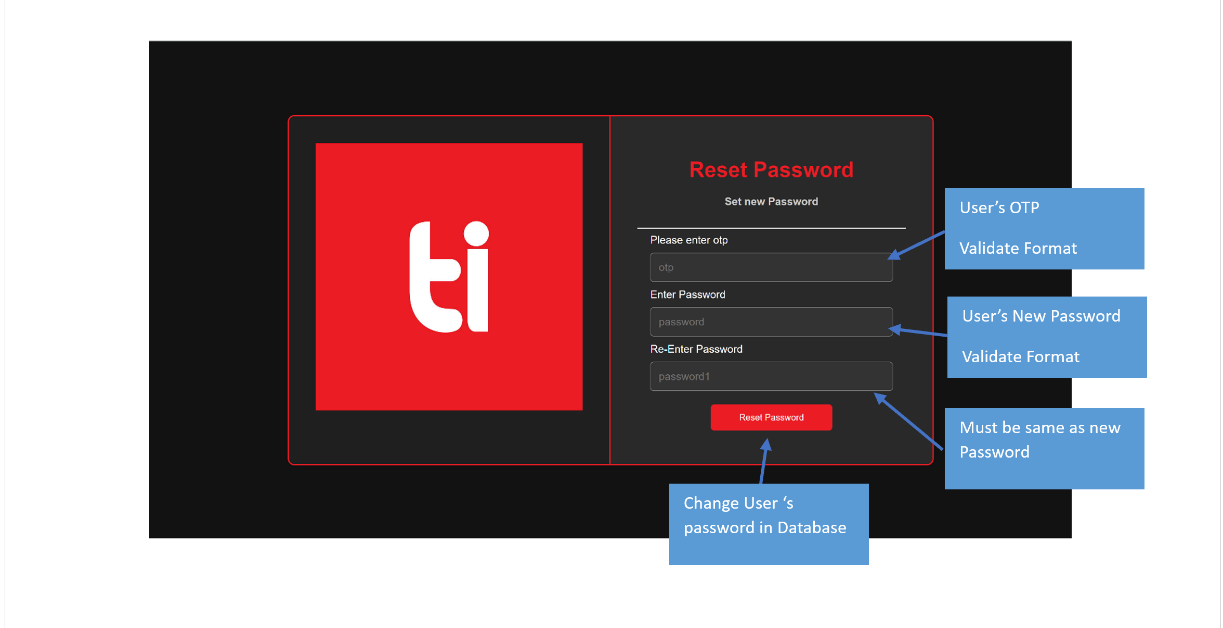 ti
Reset Password
Set new Password
Please enter otp
otp
Enter Password
password
Re-Enter Password
password1
Reset Password
User’s OTP
Validate Format
User’s New Password
Validate Format
Must be same as new
Password
Change User ‘s
password in Database